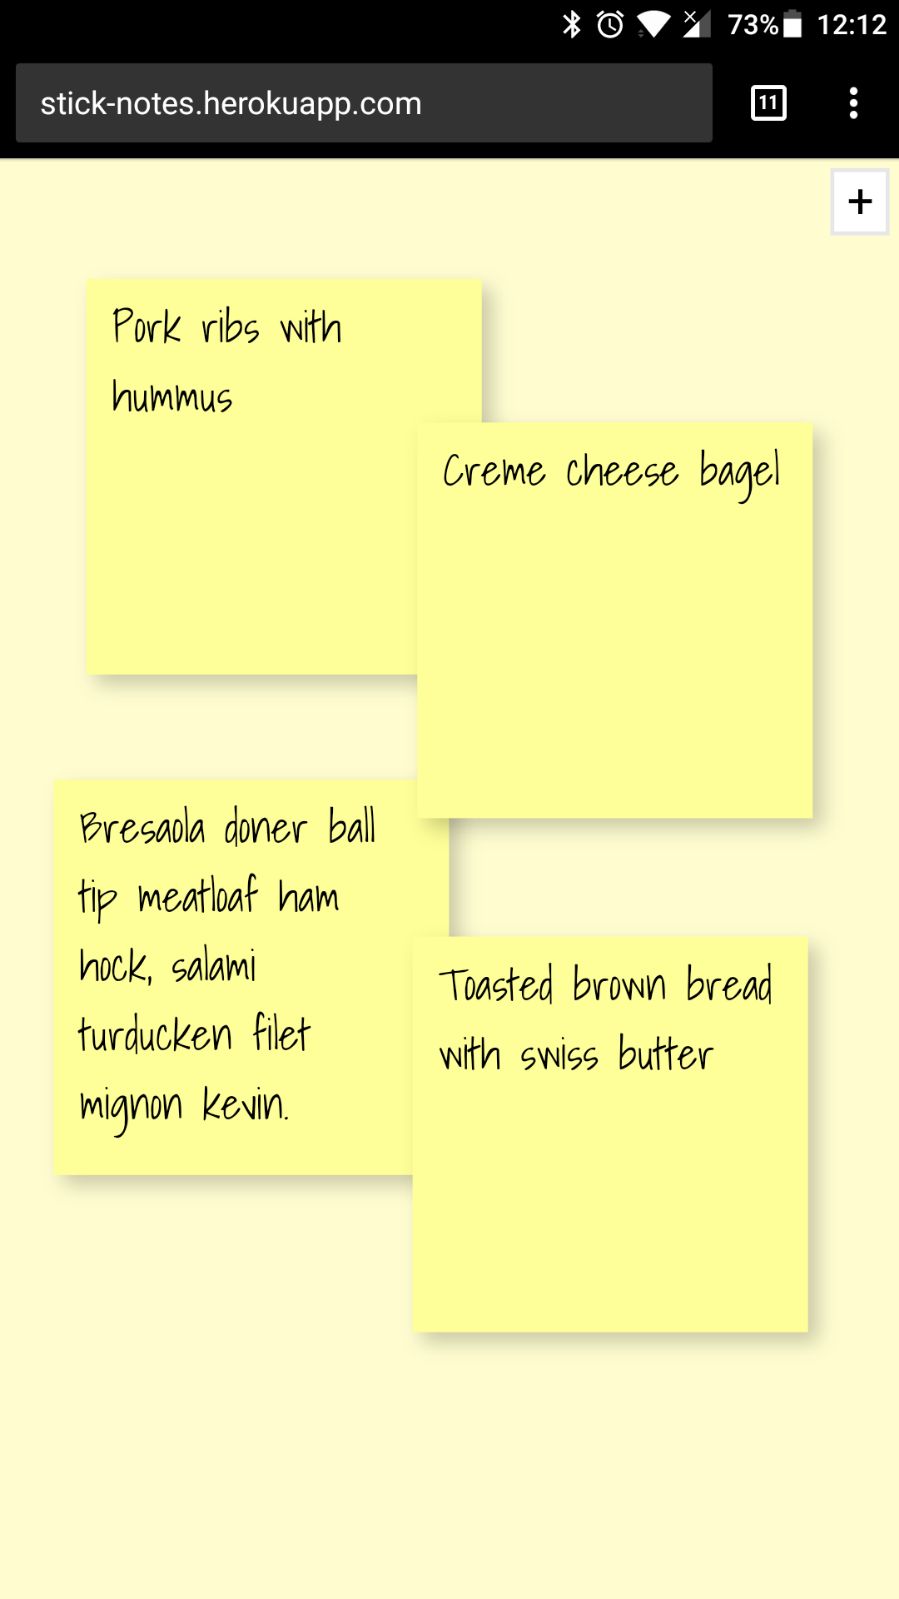 73% 12:12
stick-notes.herokuapp.com 11
+
Pork ribs with
hummus
Creme cheese bagel
Bresaola doner ball
tip meatloaf ham
hock, salami
turducken filet
mignon kevin.
Toasted brown bread
with swiss butter